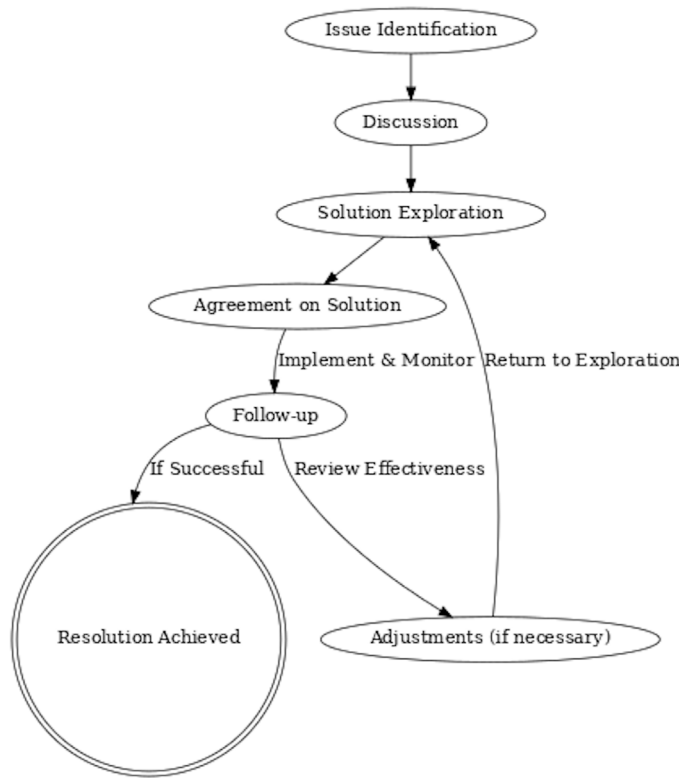 Issue Identification
Discussion
Solution Exploration
Agreement on Solution
Implement & Monitor
Return to Exploration
Follow-up
If Successful
Review Effectiveness
Resolution Achieved
Adjustments (if necessary)